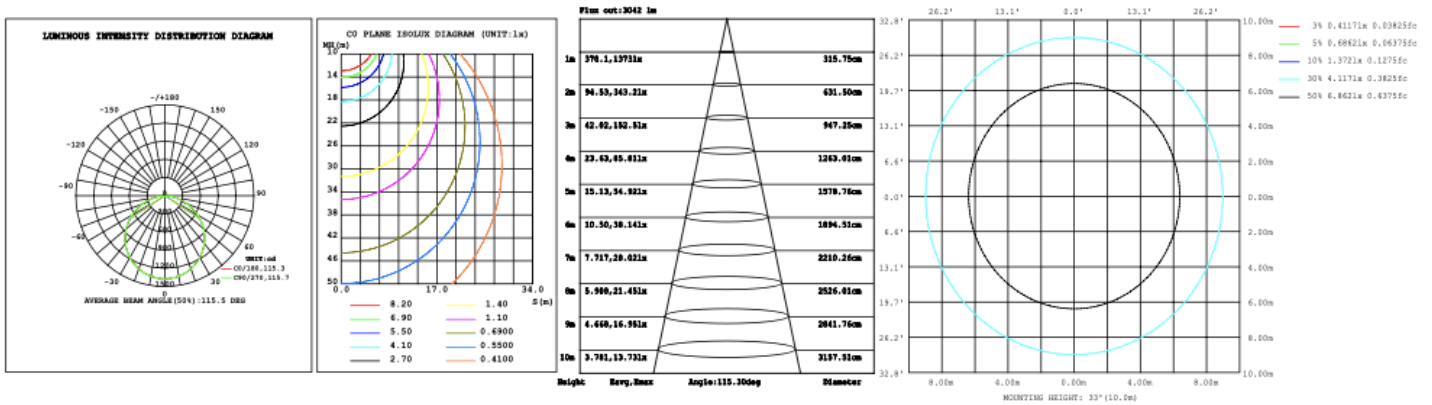 LUMINOUS INTENSITY DISTRIBUTION DIAGRAM
-/+180
-150 150
-120 120
-90 90
-60 60
-30 30
0
UNIT:cd
C0/180,115.3
C90/270,115.7
AVERAGE BEAM ANGLE(50%):115.5 DEG
C0 PLANE ISOLUX DIAGRAM (UNIT:lx)
MH(m)
10
14
18
22
26
30
34
38
42
46
50
0.0 17.0 34.0
S(m)
8.20 1.40
6.90 1.10
5.50 0.6900
4.10 0.5500
2.70 0.4100
Flux out:3042 lm
1m 378.1,1373lx 315.75cm
2m 94.53,343.2lx 631.50cm
3m 42.02,152.5lx 947.25cm
4m 23.63,85.81lx 1263.01cm
5m 15.13,54.92lx 1578.76cm
6m 10.50,38.14lx 1894.51cm
7m 7.717,28.02lx 2210.26cm
8m 5.908,21.45lx 2526.01cm
9m 4.668,16.95lx 2841.76cm
10m 3.781,13.73lx 3157.51cm
Height Eavg,Emax Angle:115.30deg Diameter
26.2' 13.1' 0.0' 13.1' 26.2'
32.8' 10.00m
26.2' 8.00m
19.7' 6.00m
13.1' 4.00m
6.6' 2.00m
0.0' 0.00m
6.6' 2.00m
13.1' 4.00m
19.7' 6.00m
26.2' 8.00m
32.8' 10.00m
8.00m 4.00m 0.00m 4.00m 8.00m
MOUNTING HEIGHT: 33'(10.0m)
3% 0.4117lx 0.03825fc
5% 0.6862lx 0.06375fc
10% 1.372lx 0.1275fc
30% 4.117lx 0.3825fc
50% 6.862lx 0.6375fc